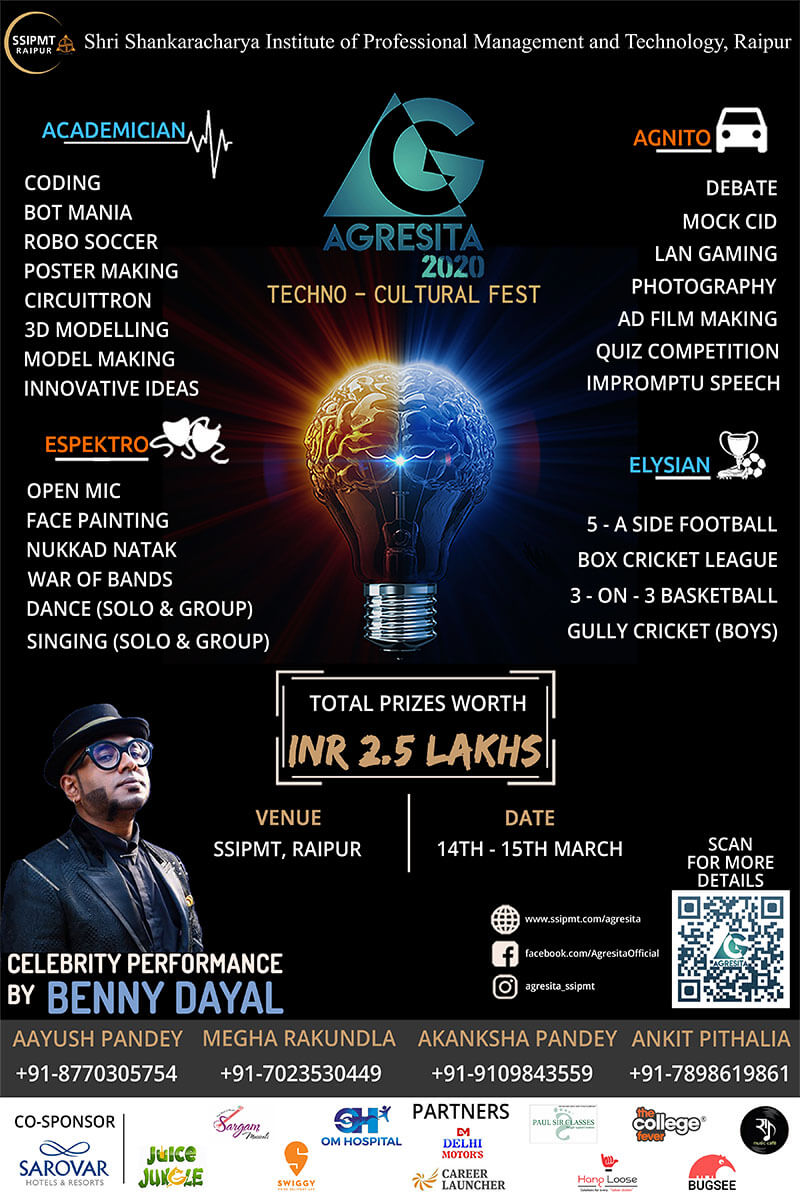 SSIPMT
RAIPUR
Shri Shankaracharya Institute of Professional Management and Technology, Raipur
ACADEMICIAN
CODING
BOT MANIA
ROBO SOCCER
POSTER MAKING
CIRCUITTRON
3D MODELLING
MODEL MAKING
INNOVATIVE IDEAS
AGRESITA
2020
TECHNO – CULTURAL FEST
AGNITO
DEBATE
MOCK CID
LAN GAMING
PHOTOGRAPHY
AD FILM MAKING
QUIZ COMPETITION
IMPROMPTU SPEECH
ESPEKTRO
OPEN MIC
FACE PAINTING
NUKKAD NATAK
WAR OF BANDS
DANCE (SOLO & GROUP)
SINGING (SOLO & GROUP)
ELYSIAN
5 - A SIDE FOOTBALL
BOX CRICKET LEAGUE
3 - ON - 3 BASKETBALL
GULLY CRICKET (BOYS)
TOTAL PRIZES WORTH
INR 2.5 LAKHS
VENUE
SSIPMT, RAIPUR
DATE
14TH - 15TH MARCH
SCAN
FOR MORE
DETAILS
AGRESITA
www.ssipmt.com/agresita
facebook.com/AgresitaOfficial
agresita_ssipmt
CELEBRITY PERFORMANCE
BY BENNY DAYAL
AAYUSH PANDEY
+91-8770305754
MEGHA RAKUNDLA
+91-7023530449
AKANKSHA PANDEY
+91-9109843559
ANKIT PITHALIA
+91-7898619861
CO-SPONSOR
SAROVAR
HOTELS & RESORTS
PARTNERS
JUICE
JUNGLE
Sargam
Musicals
SWIGGY
OM HOSPITAL
DM
DELHI
MOTOR'S
CAREER
LAUNCHER
PAUL SIR CLASSES
Hang Loose
the
college
fever
BUGSEE
music café